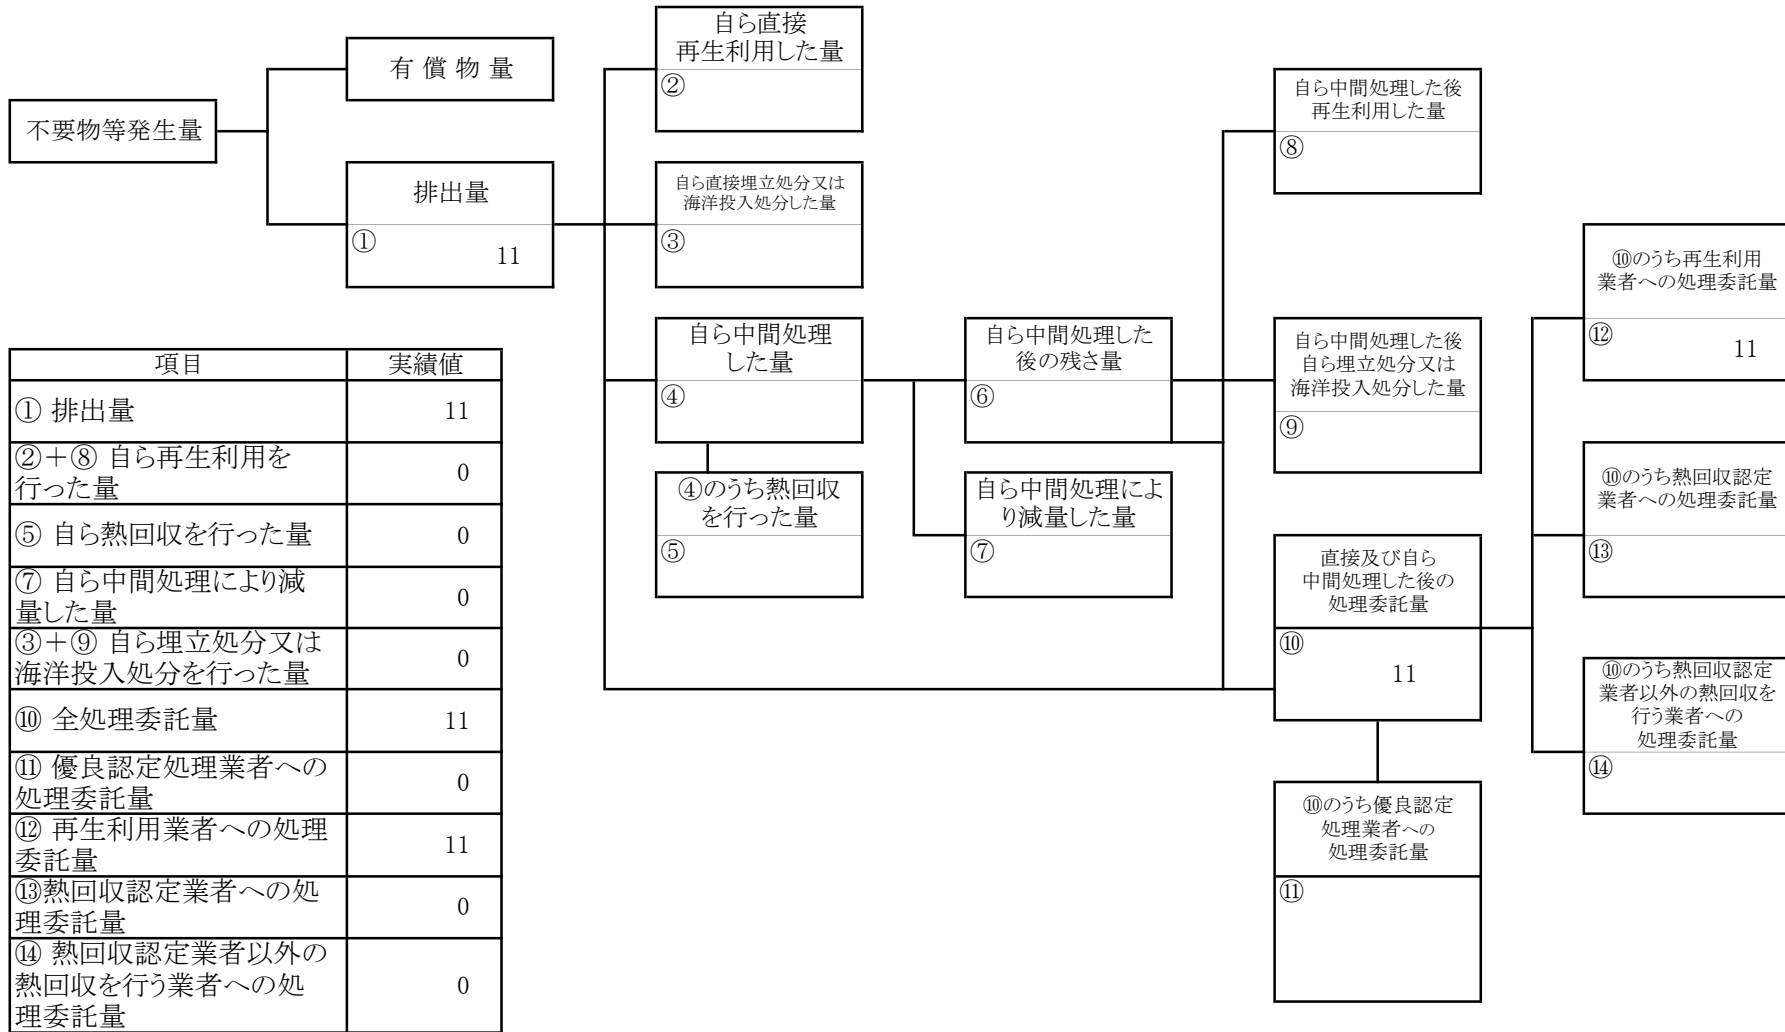 不要物等発生量
有償物量
排出量
①
11
自ら直接
再生利用した量
②
自ら直接埋立処分又は
海洋投入処分した量
③
自ら中間処理
した量
④
④のうち熱回収
を行った量
⑤
自ら中間処理した
後の残さ量
⑥
自ら中間処理によ
り減量した量
⑦
自ら中間処理した後
再生利用した量
⑧
自ら中間処理した後
自ら埋立処分又は
海洋投入処分した量
⑨
直接及び自ら
中間処理した後の
処理委託量
⑩
11
⑩のうち優良認定
処理業者への
処理委託量
⑪
⑩のうち再生利用
業者への処理委託量
⑫
11
⑩のうち熱回収認定
業者への処理委託量
⑬
⑩のうち熱回収認定
業者以外の熱回収を
行う業者への
処理委託量
⑭
項目 実績値
① 排出量 11
②+⑧ 自ら再生利用を
行った量 0
⑤ 自ら熱回収を行った量 0
⑦ 自ら中間処理により減
量した量 0
③+⑨ 自ら埋立処分又は
海洋投入処分を行った量 0
⑩ 全処理委託量 11
⑪ 優良認定処理業者への
処理委託量 0
⑫ 再生利用業者への処理
委託量 11
⑬熱回収認定業者への処
理委託量 0
⑭ 熱回収認定業者以外の
熱回収を行う業者への処
理委託量 0